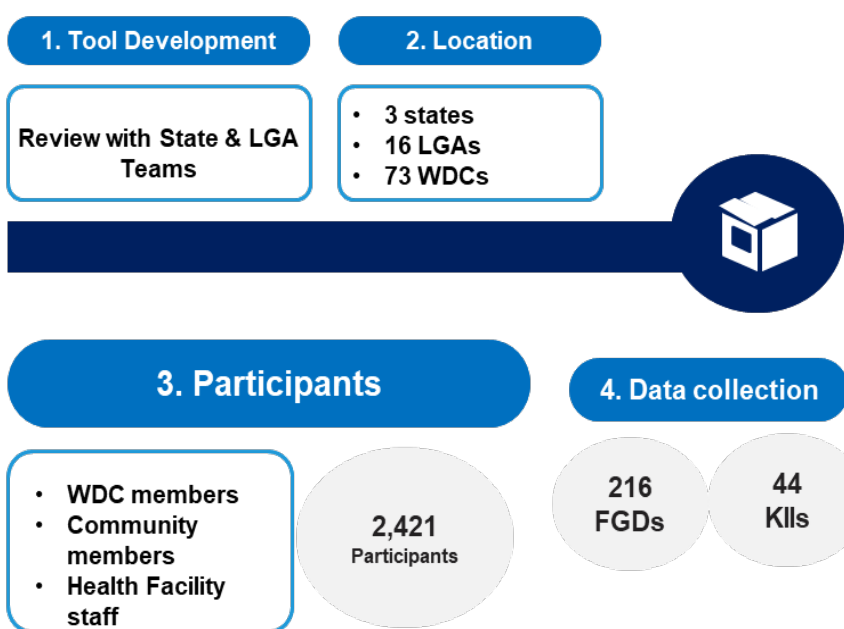 1. Tool Development
2. Location
Review with State & LGA
Teams
• 3 states
• 16 LGAs
• 73 WDCs
3. Participants
4. Data collection
• WDC members
• Community
members
• Health Facility
staff
2,421
Participants
216
FGDs
44
KIIs